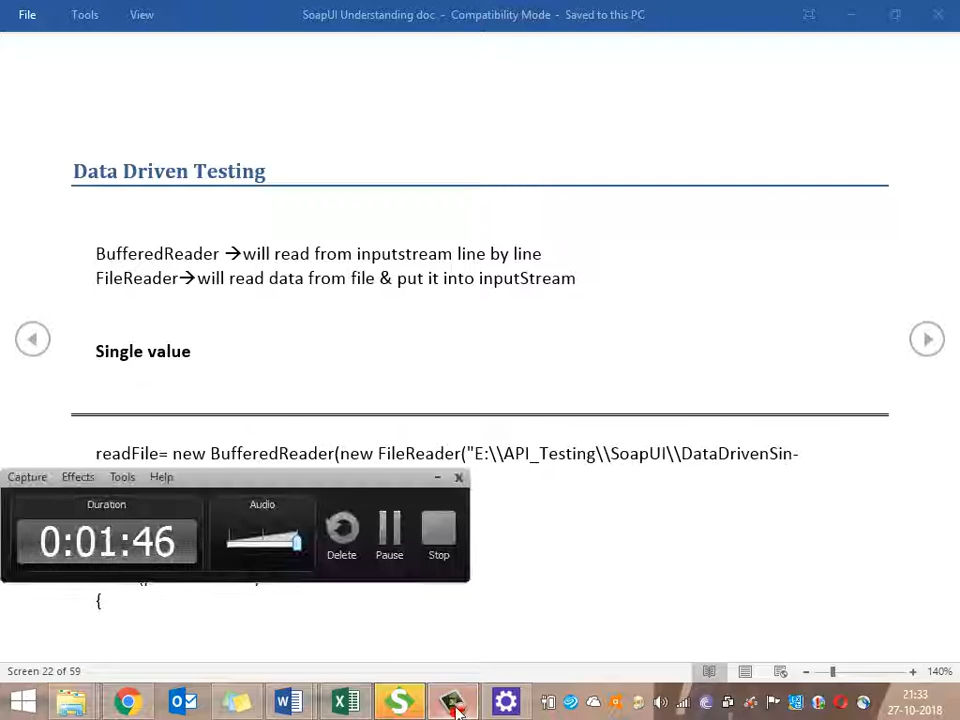 File Tools View SoapUI Understanding doc. - Compatibility Mode - Saved to this PC
Data Driven Testing
BufferedReader →will read from inputstream line by line
FileReader→will read data from file & put it into inputStream
Single value
readFile= new BufferedReader(new FileReader("E:\\API_Testing\\SoapUI\\DataDrivenSin-
Capture Effects Tools Help
Duration Audio
0:01:46
Delete Pause Stop
{
Screen 22 of 59 140%
21:33
27-10-2018